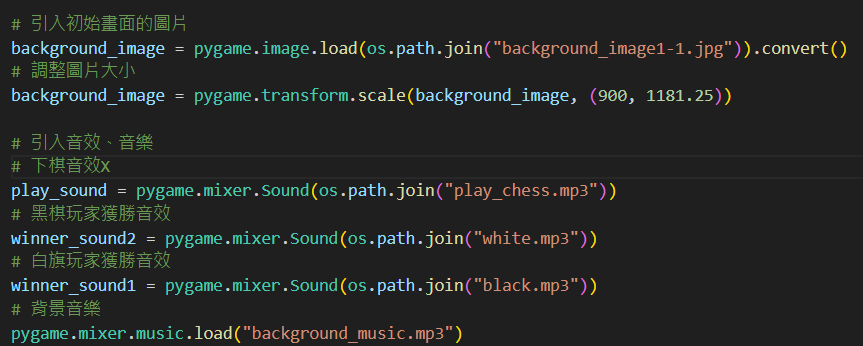 # 引入初始畫面的圖片
background_image = pygame.image.load(os.path.join("background_image1-1.jpg")).convert()
# 調整圖片大小
background_image = pygame.transform.scale(background_image, (900, 1181.25))
# 引入音效、音樂
# 下棋音效X
play_sound = pygame.mixer.Sound(os.path.join("play_chess.mp3"))
# 黑棋玩家獲勝音效
winner_sound2 = pygame.mixer.Sound(os.path.join("white.mp3"))
# 白旗玩家獲勝音效
winner_sound1 = pygame.mixer.Sound(os.path.join("black.mp3"))
# 背景音樂
pygame.mixer.music.load("background_music.mp3")